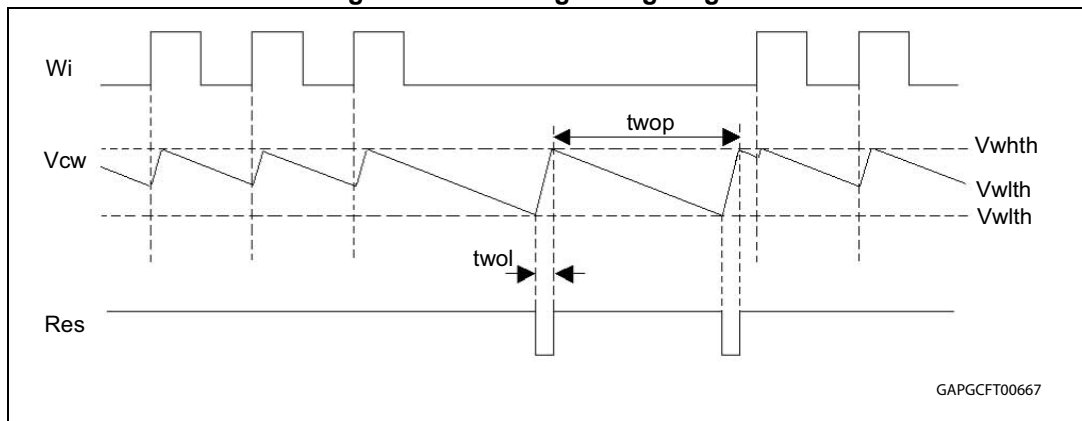 Wi
twop
Vcw
Vwhth
Vwlth
Vwlth
twol
Res
GAPGCFT00667